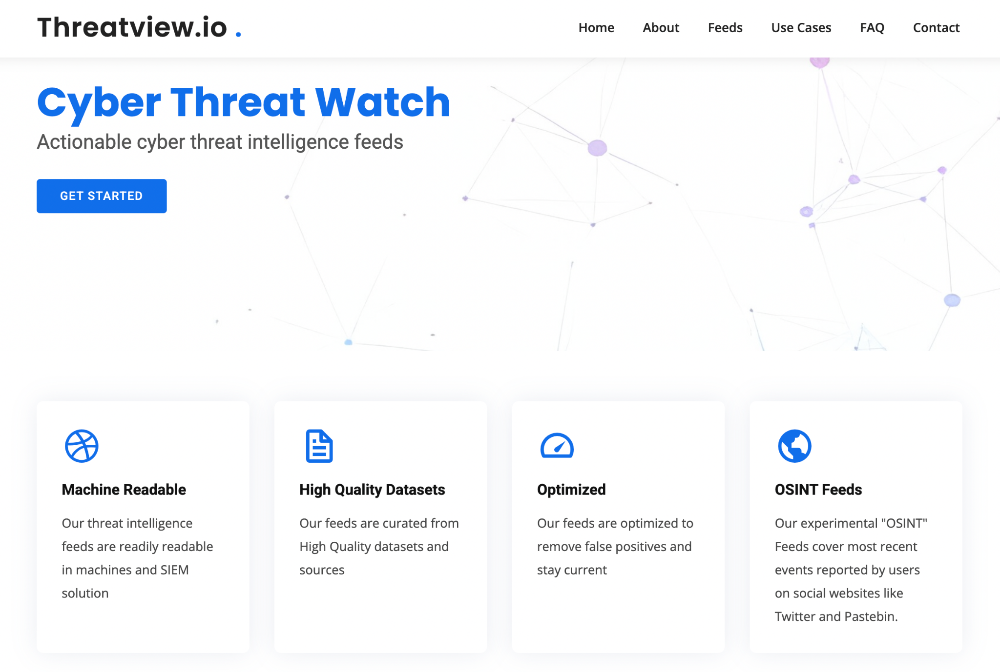 Threatview.io .
Home About Feeds Use Cases FAQ Contact
Cyber Threat Watch
Actionable cyber threat intelligence feeds
GET STARTED
Machine Readable
Our threat intelligence
feeds are readily readable
in machines and SIEM
solution
High Quality Datasets
Our feeds are curated from
High Quality datasets and
sources
Optimized
Our feeds are optimized to
remove false positives and
stay current
OSINT Feeds
Our experimental "OSINT"
Feeds cover most recent
events reported by users
on social websites like
Twitter and Pastebin.